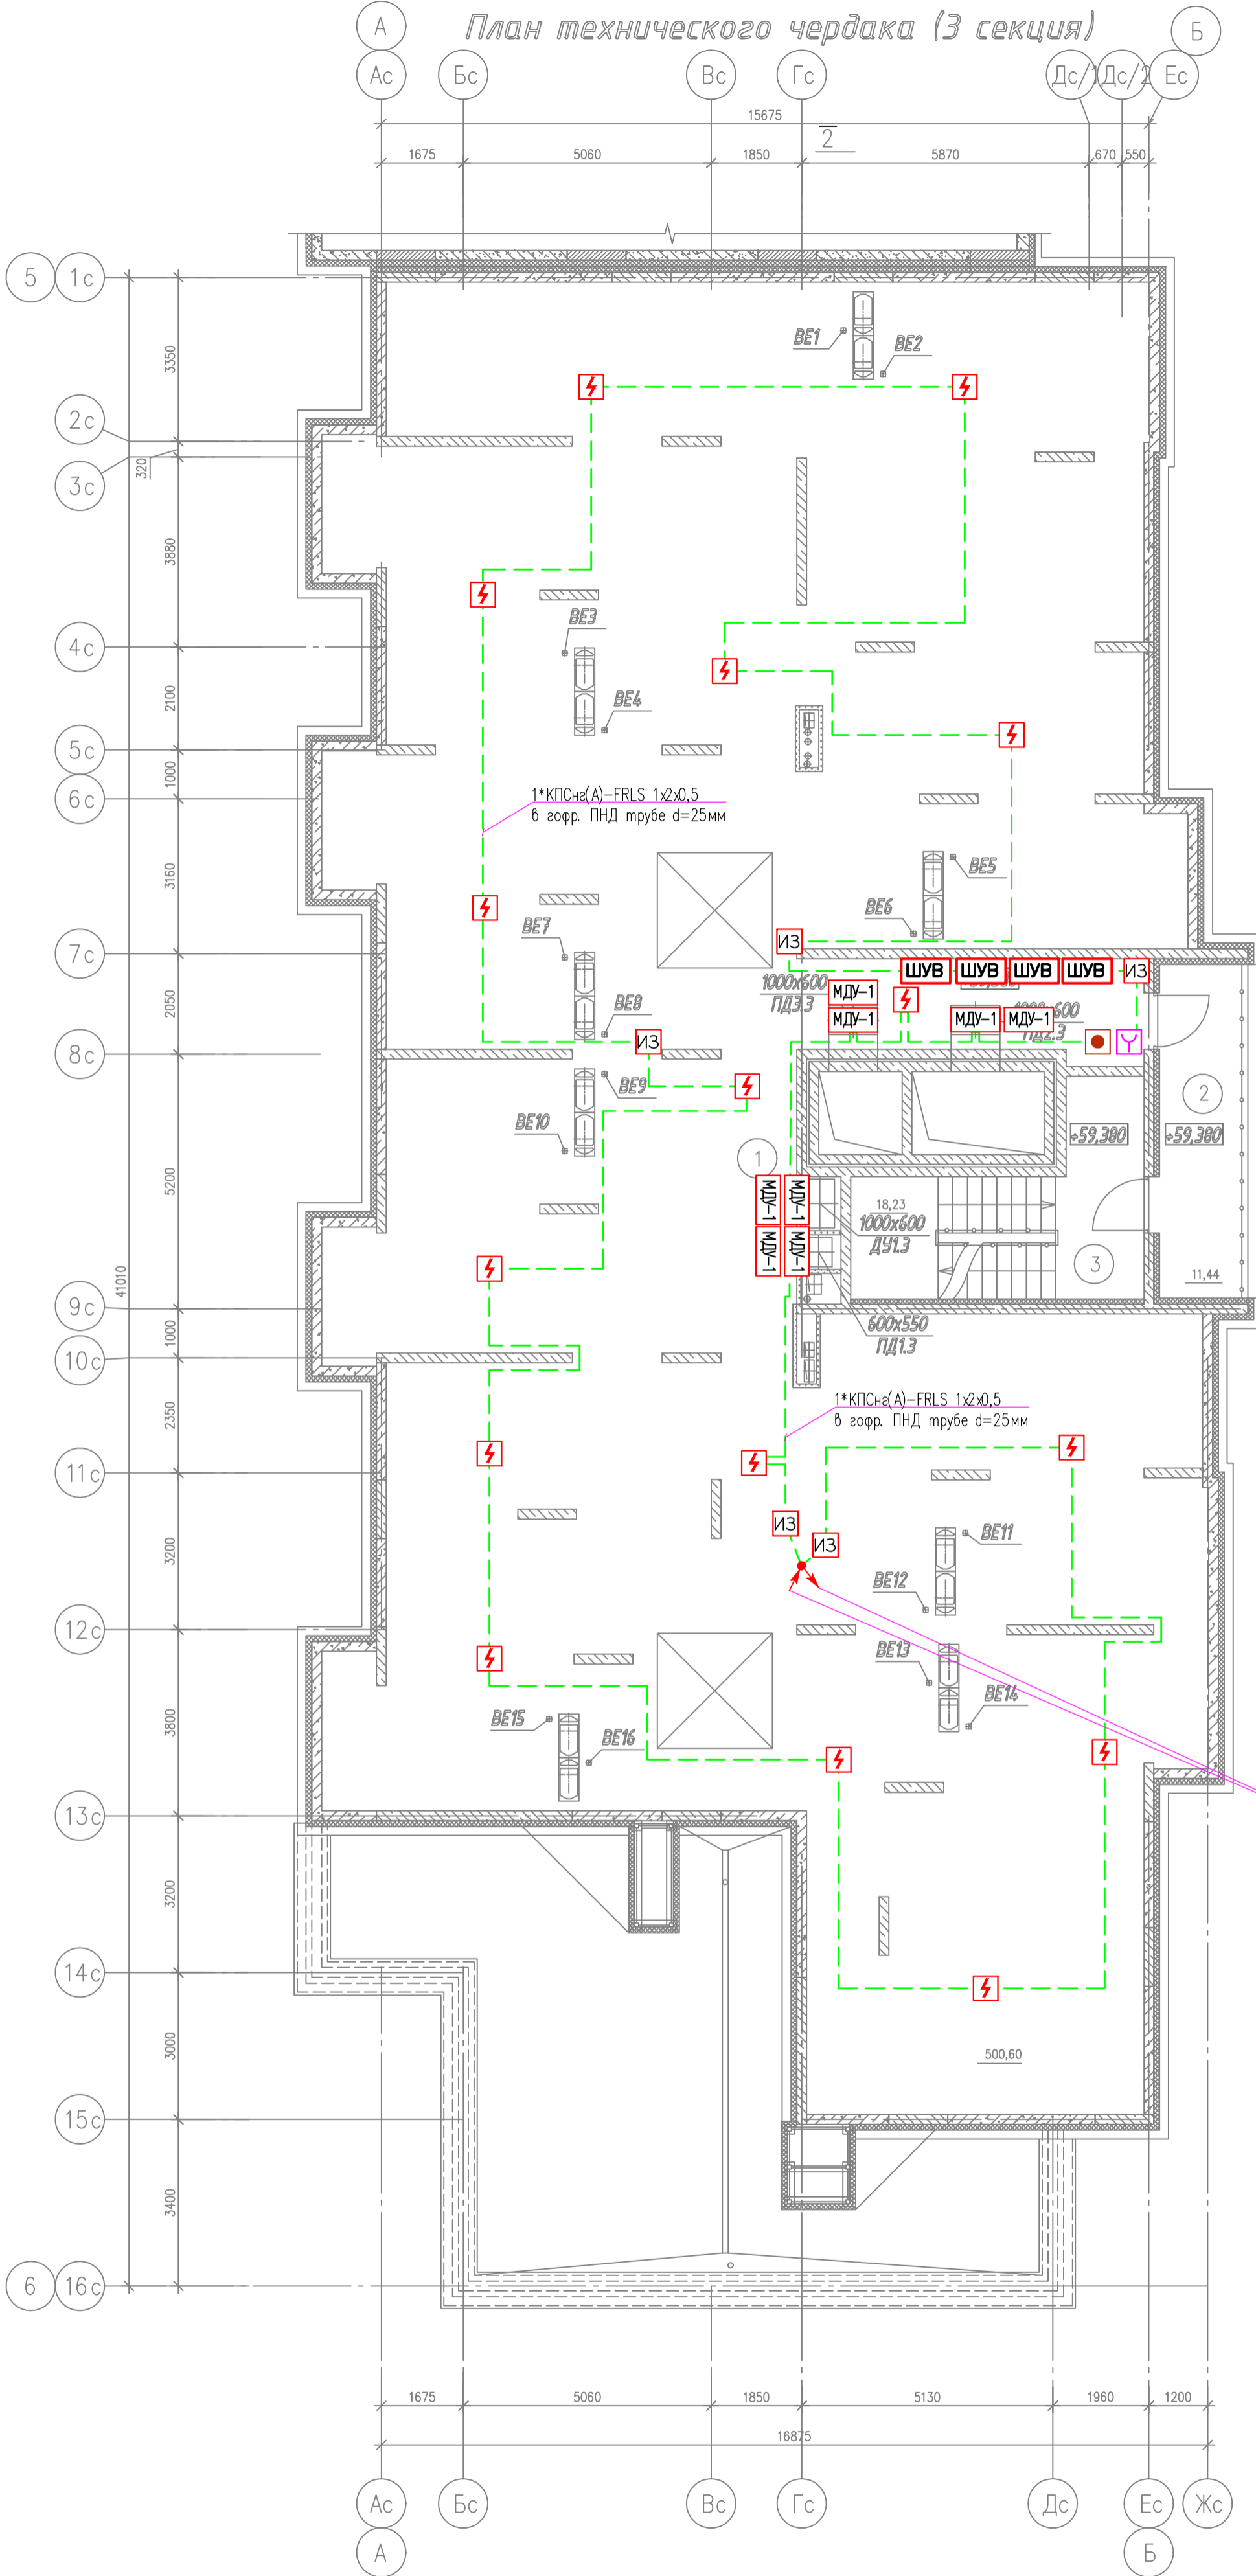 План технического чердака (3 секция)
А
Б
Ас
Бс
Вс
Гс
Дс/1
Дс/2
Ес
15675
2
1675
5060
1850
5870
670
550
5
1с
3350
ВЕ1
ВЕ2
2с
320
3с
3880
ВЕ3
4с
2100
ВЕ4
5с
1000
6с
1*КПСнг(А)-FRLS 1х2х0,5
в гофр. ПНД трубе d=25мм
3160
ВЕ5
ВЕ6
ВЕ7
7с
ИЗ
ШУВ
ШУВ
ШУВ
ШУВ
ИЗ
1000х600
ПД3.3
МДУ-1
2050
ВЕ8
МДУ-1
МДУ-1
МДУ-1
ПД2.3
8с
ИЗ
ВЕ9
ВЕ10
2
1
+59,380
+59,380
5200
МДУ-1
МДУ-1
МДУ-1
МДУ-1
18,23
1000х600
ДУ1.3
3
11,44
41010
9с
600х550
ПД1.3
1000
10с
2350
1*КПСнг(А)-FRLS 1х2х0,5
в гофр. ПНД трубе d=25мм
11с
ИЗ
ИЗ
3200
ВЕ11
ВЕ12
12с
ВЕ13
ВЕ14
3800
ВЕ15
ВЕ16
13с
3200
14с
3000
500,60
15с
3400
6
16с
1675
5060
1850
5130
1960
1200
16875
Ас
Бс
Вс
Гс
Дс
Ес
Жс
А
Б